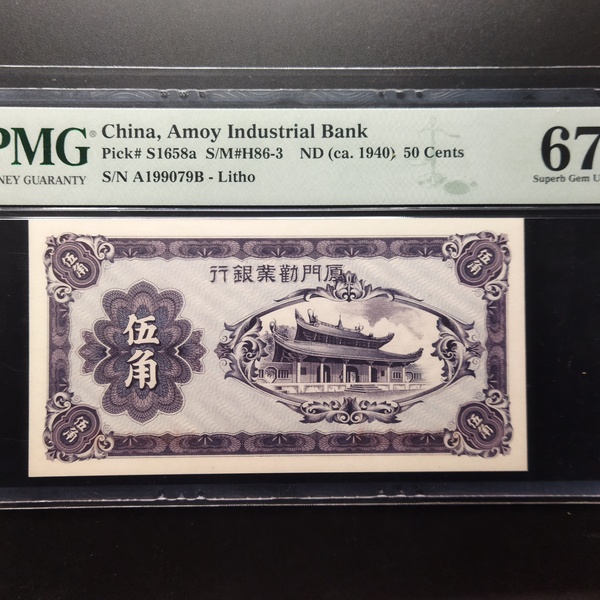 PMG®
NEY GUARANTY
China, Amoy Industrial Bank
Pick# S1658a S/M#H86-3 ND (ca. 1940) 50 Cents
S/N A199079B - Litho
67
Superb Gem U
伍角
伍角
厦門勸業銀行
伍角
伍角
伍角